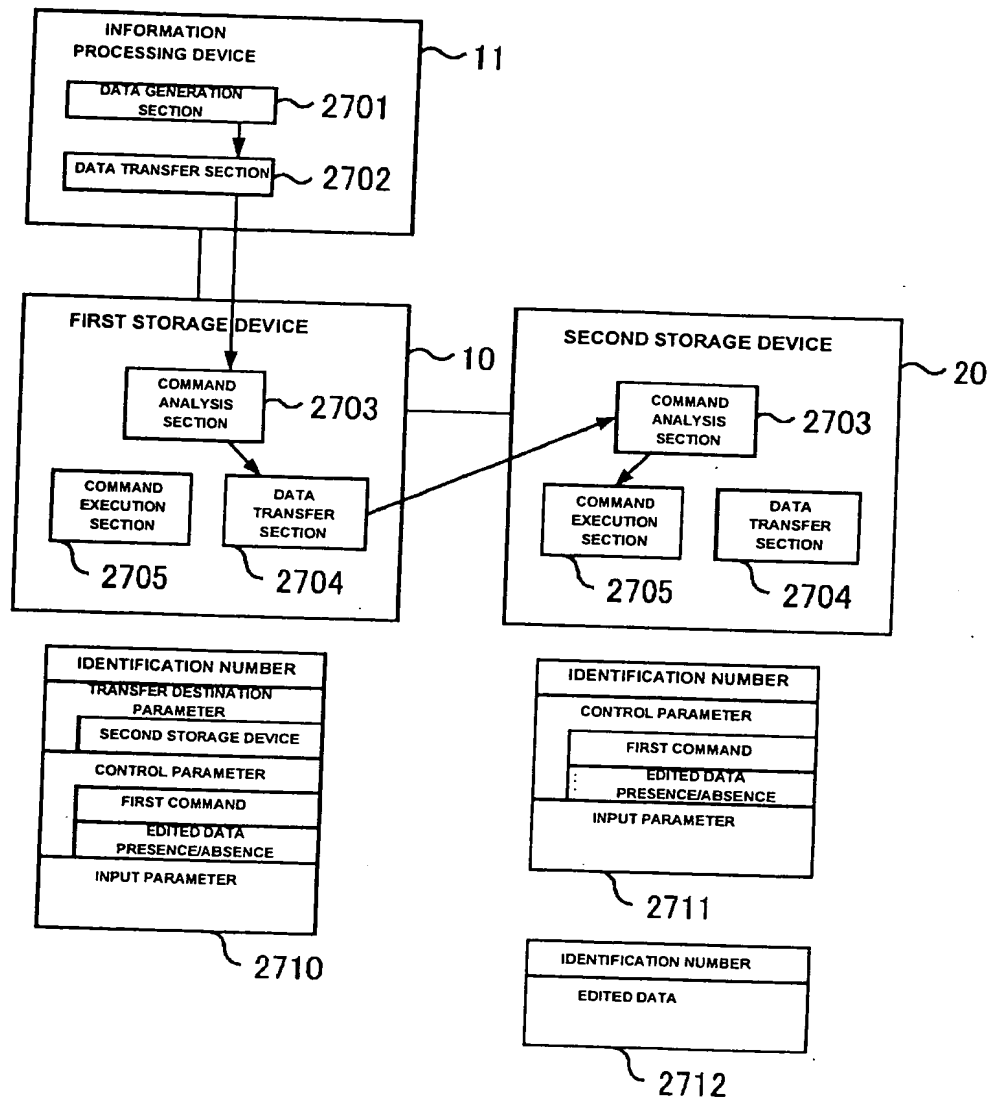 INFORMATION
PROCESSING DEVICE
11
DATA GENERATION
SECTION
2701
DATA TRANSFER SECTION
2702
FIRST STORAGE DEVICE
10
COMMAND
ANALYSIS
SECTION
2703
COMMAND
EXECUTION
SECTION
2705
DATA
TRANSFER
SECTION
2704
SECOND STORAGE DEVICE
20
COMMAND
ANALYSIS
SECTION
2703
COMMAND
EXECUTION
SECTION
2705
DATA
TRANSFER
SECTION
2704
IDENTIFICATION NUMBER
TRANSFER DESTINATION
PARAMETER
SECOND STORAGE DEVICE
CONTROL PARAMETER
FIRST COMMAND
EDITED DATA
PRESENCE/ABSENCE
INPUT PARAMETER
2710
IDENTIFICATION NUMBER
CONTROL PARAMETER
FIRST COMMAND
EDITED DATA
PRESENCE/ABSENCE
INPUT PARAMETER
2711
IDENTIFICATION NUMBER
EDITED DATA
2712